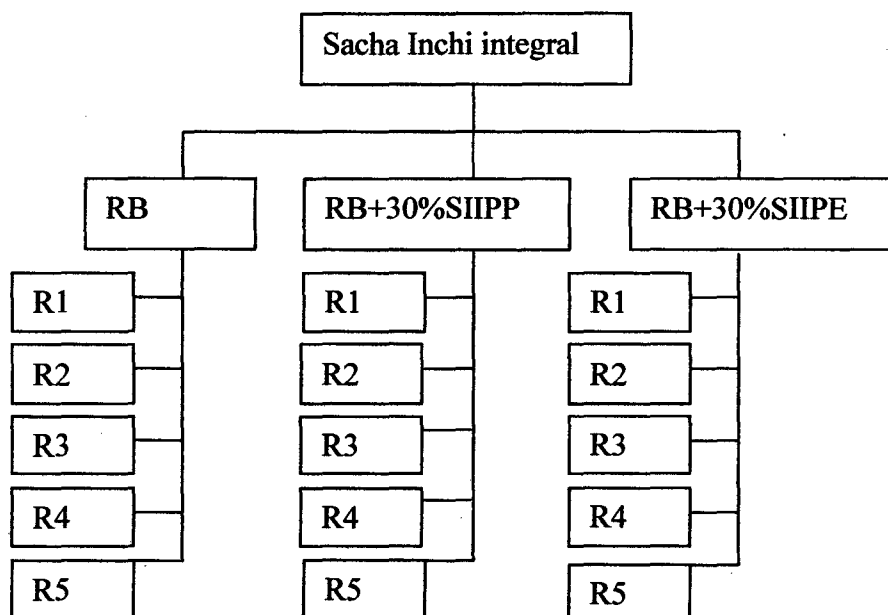 Sacha Inchi integral
RB
RB+30%SIIPP
RB+30%SIIPE
R1
R2
R3
R4
R5
R1
R2
R3
R4
R5
R1
R2
R3
R4
R5